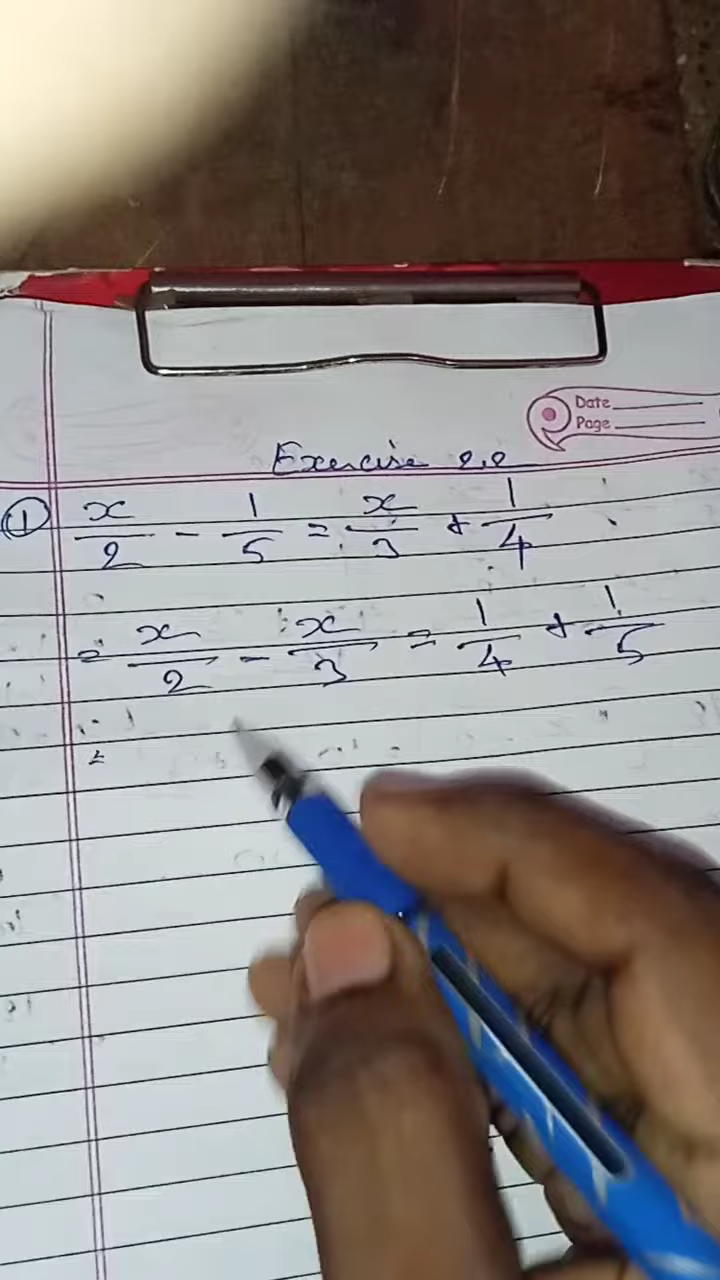 Date
Page
Exercise 2.2
① x/2 - 1/5 = x/3 + 1/4
= x/2 - x/3 = 1/4 + 1/5
=